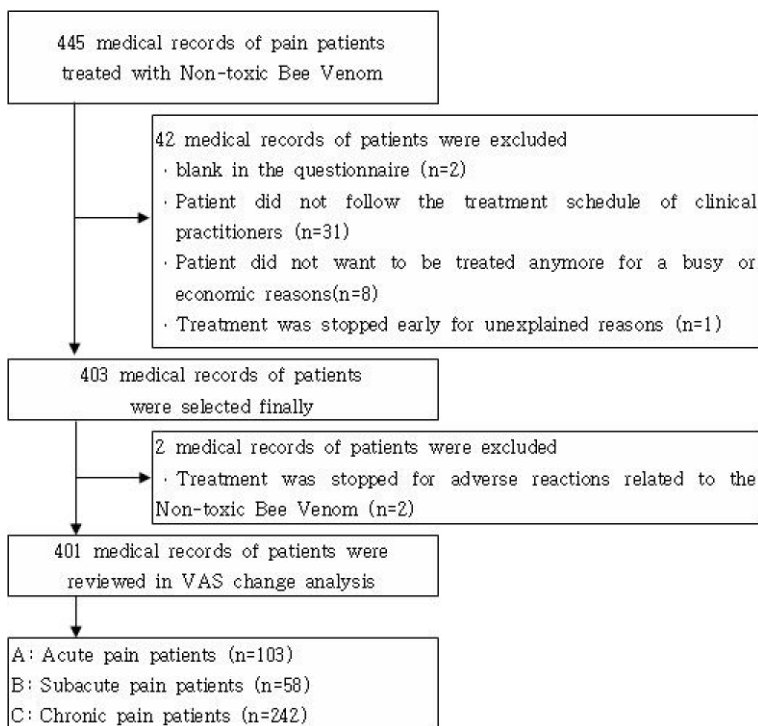 445 medical records of pain patients
treated with Non-toxic Bee Venom
42 medical records of patients were excluded
· blank in the questionnaire (n=2)
· Patient did not follow the treatment schedule of clinical
practitioners (n=31)
· Patient did not want to be treated anymore for a busy or
economic reasons(n=8)
· Treatment was stopped early for unexplained reasons (n=1)
403 medical records of patients
were selected finally
2 medical records of patients were excluded
· Treatment was stopped for adverse reactions related to the
Non-toxic Bee Venom (n=2)
401 medical records of patients were
reviewed in VAS change analysis
A: Acute pain patients (n=103)
B: Subacute pain patients (n=58)
C: Chronic pain patients (n=242)